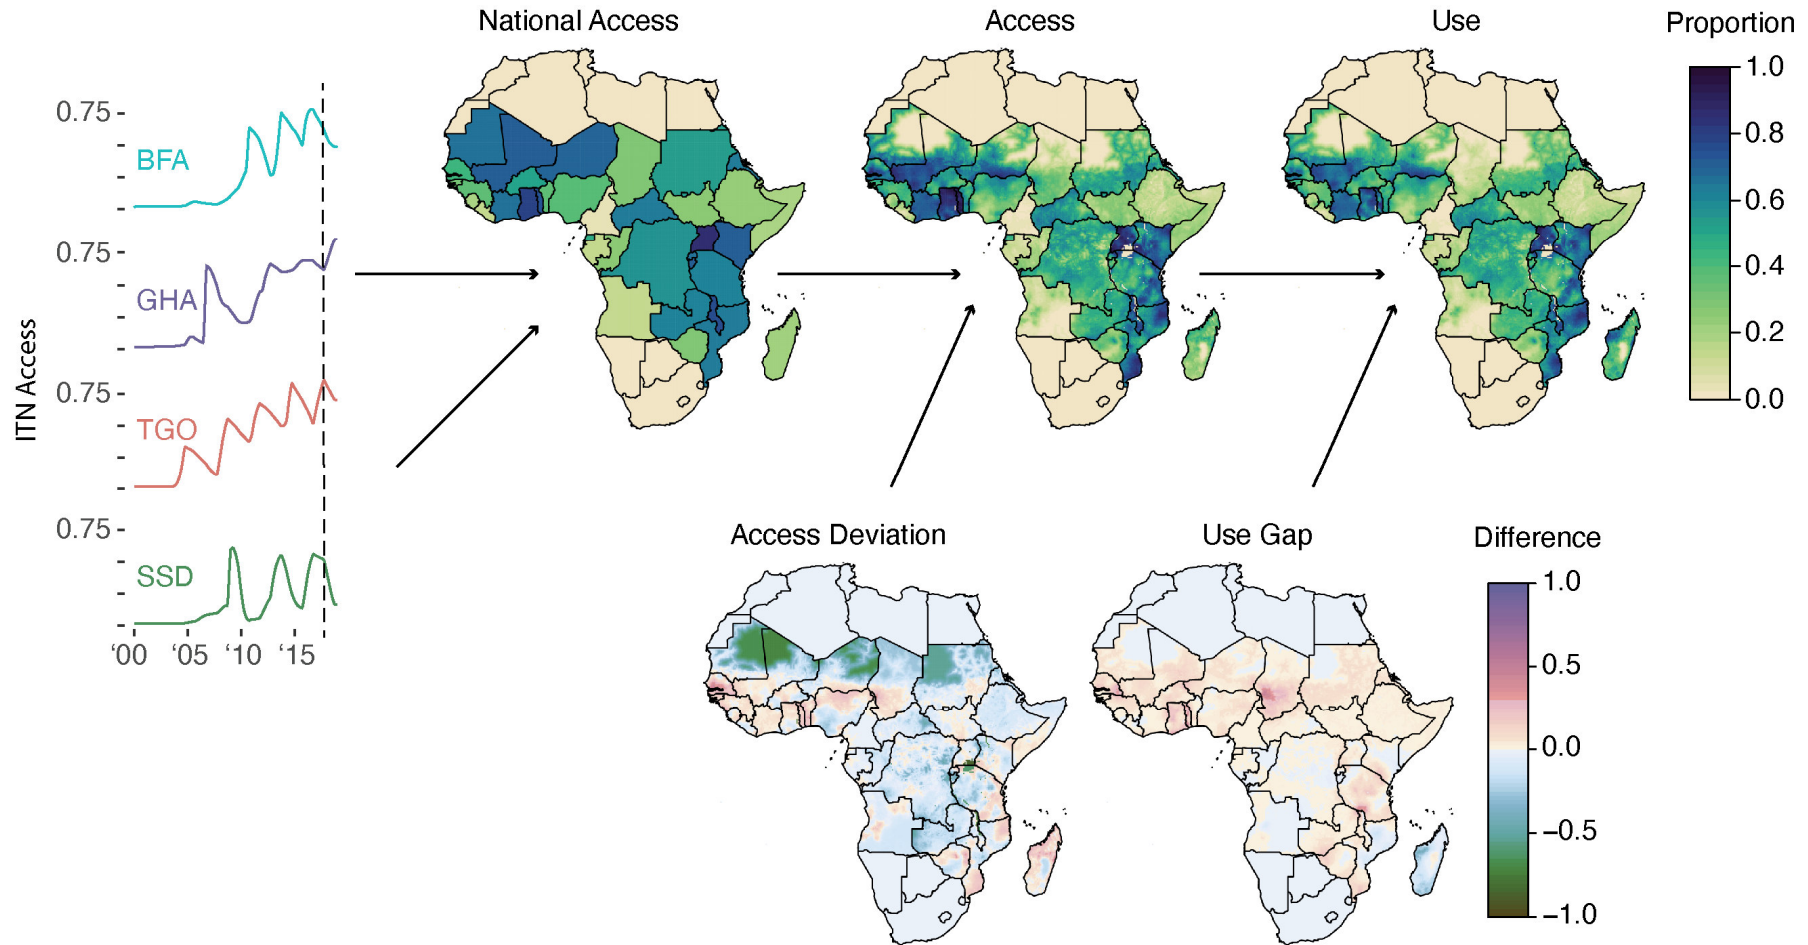 National Access
Access
Use
Proportion
1.0
0.8
0.6
0.4
0.2
0.0
ITN Access
0.75
BFA
0.75
GHA
0.75
TGO
0.75
SSD
‘00
‘05
‘10
‘15
Access Deviation
Use Gap
Difference
1.0
0.5
0.0
−0.5
−1.0